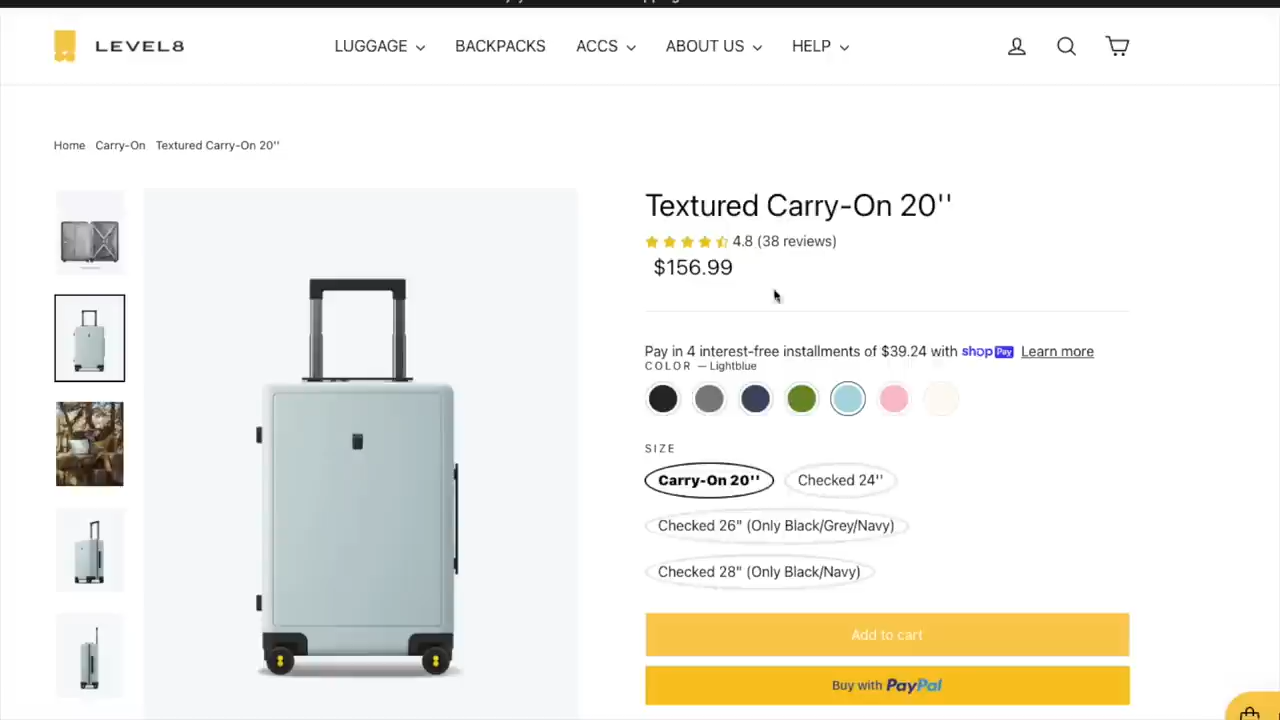 LEVEL8
LUGGAGE BACKPACKS ACCS ABOUT US HELP
Home Carry-On Textured Carry-On 20''
Textured Carry-On 20''
4.8 (38 reviews)
$156.99
Pay in 4 interest-free installments of $39.24 with shop Pay Learn more
COLOR — Lightblue
SIZE
Carry-On 20'' Checked 24''
Checked 26" (Only Black/Grey/Navy)
Checked 28" (Only Black/Navy)
Add to cart
Buy with PayPal